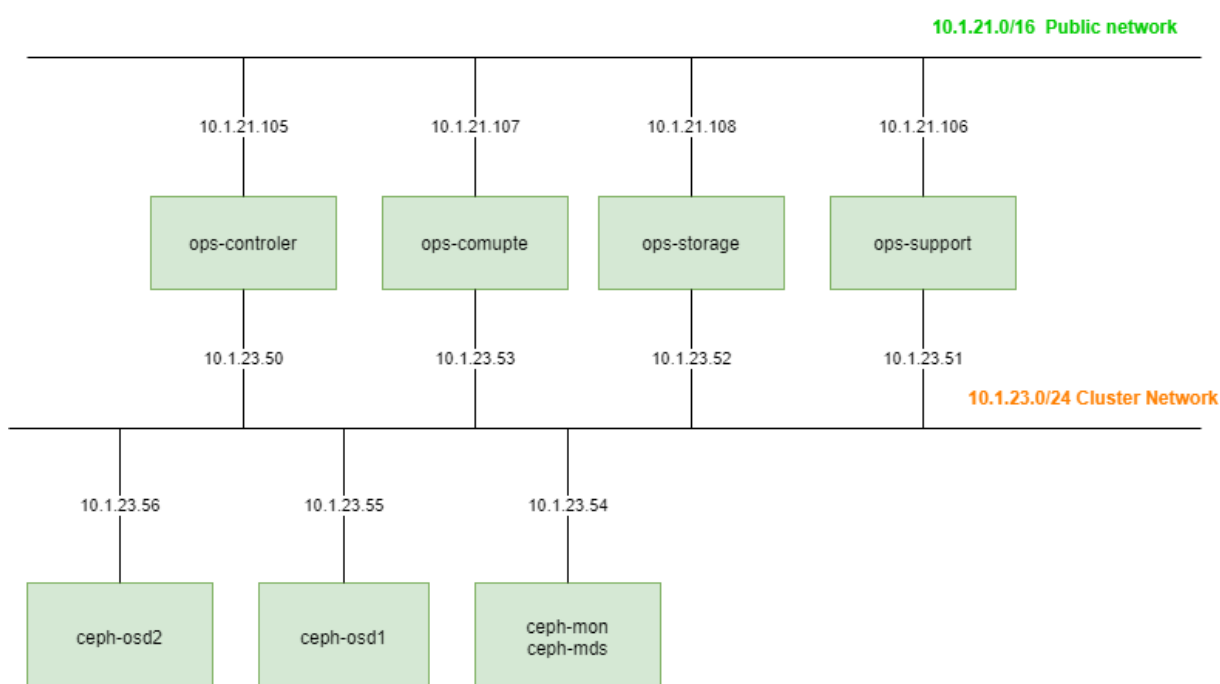 10.1.21.0/16  Public network
10.1.21.105
10.1.21.107
10.1.21.108
10.1.21.106
ops-controler
ops-comupte
ops-storage
ops-support
10.1.23.50
10.1.23.53
10.1.23.52
10.1.23.51
10.1.23.0/24 Cluster Network
10.1.23.56
10.1.23.55
10.1.23.54
ceph-osd2
ceph-osd1
ceph-mon
ceph-mds